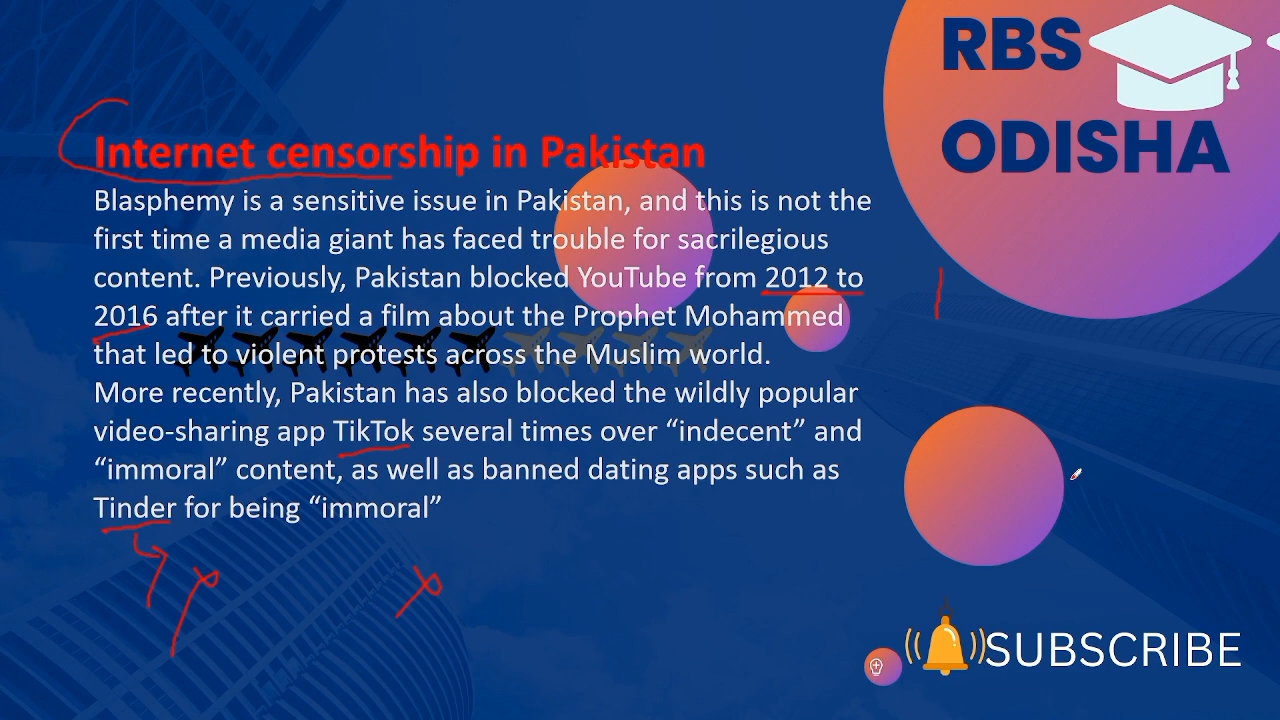 RBS
ODISHA
Internet censorship in Pakistan
Blasphemy is a sensitive issue in Pakistan, and this is not the
first time a media giant has faced trouble for sacrilegious
content. Previously, Pakistan blocked YouTube from 2012 to
2016 after it carried a film about the Prophet Mohammed
that led to violent protests across the Muslim world.
More recently, Pakistan has also blocked the wildly popular
video-sharing app TikTok several times over “indecent” and
“immoral” content, as well as banned dating apps such as
Tinder for being “immoral”
SUBSCRIBE